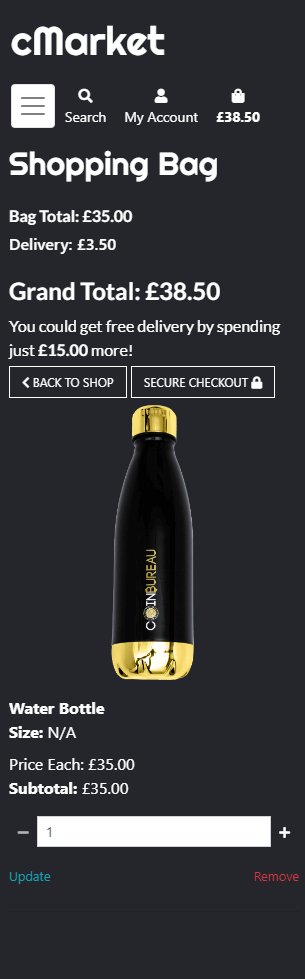 cMarket
Search My Account £38.50
Shopping Bag
Bag Total: £35.00
Delivery: £3.50
Grand Total: £38.50
You could get free delivery by spending
just £15.00 more!
BACK TO SHOP SECURE CHECKOUT
COINBUREAU
Water Bottle
Size: N/A
Price Each: £35.00
Subtotal: £35.00
1
Update Remove